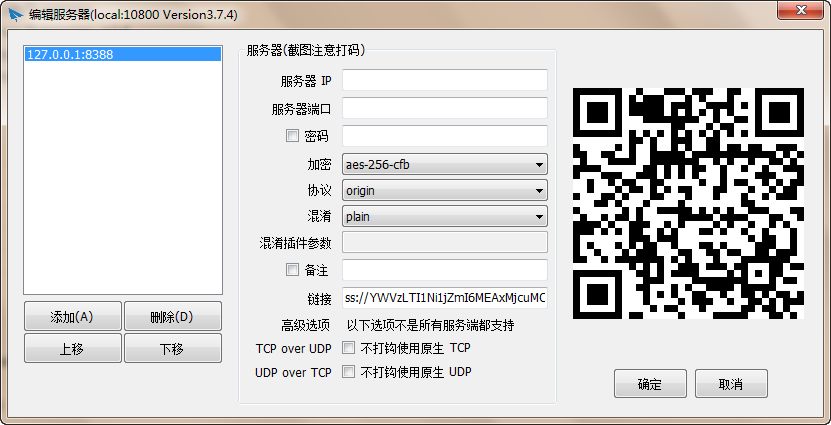 编辑服务器(local:10800 Version3.7.4)
127.0.0.1:8388
添加(A)
删除(D)
上移
下移
服务器(截图注意打码)
服务器 IP
服务器端口
密码
加密 aes-256-cfb
协议 origin
混淆 plain
混淆插件参数
备注
链接 ss://YWVzLTI1Ni1jZmI6MEAxMjcuMC
高级选项 以下选项不是所有服务端都支持
TCP over UDP 不打钩使用原生 TCP
UDP over TCP 不打钩使用原生 UDP
确定
取消